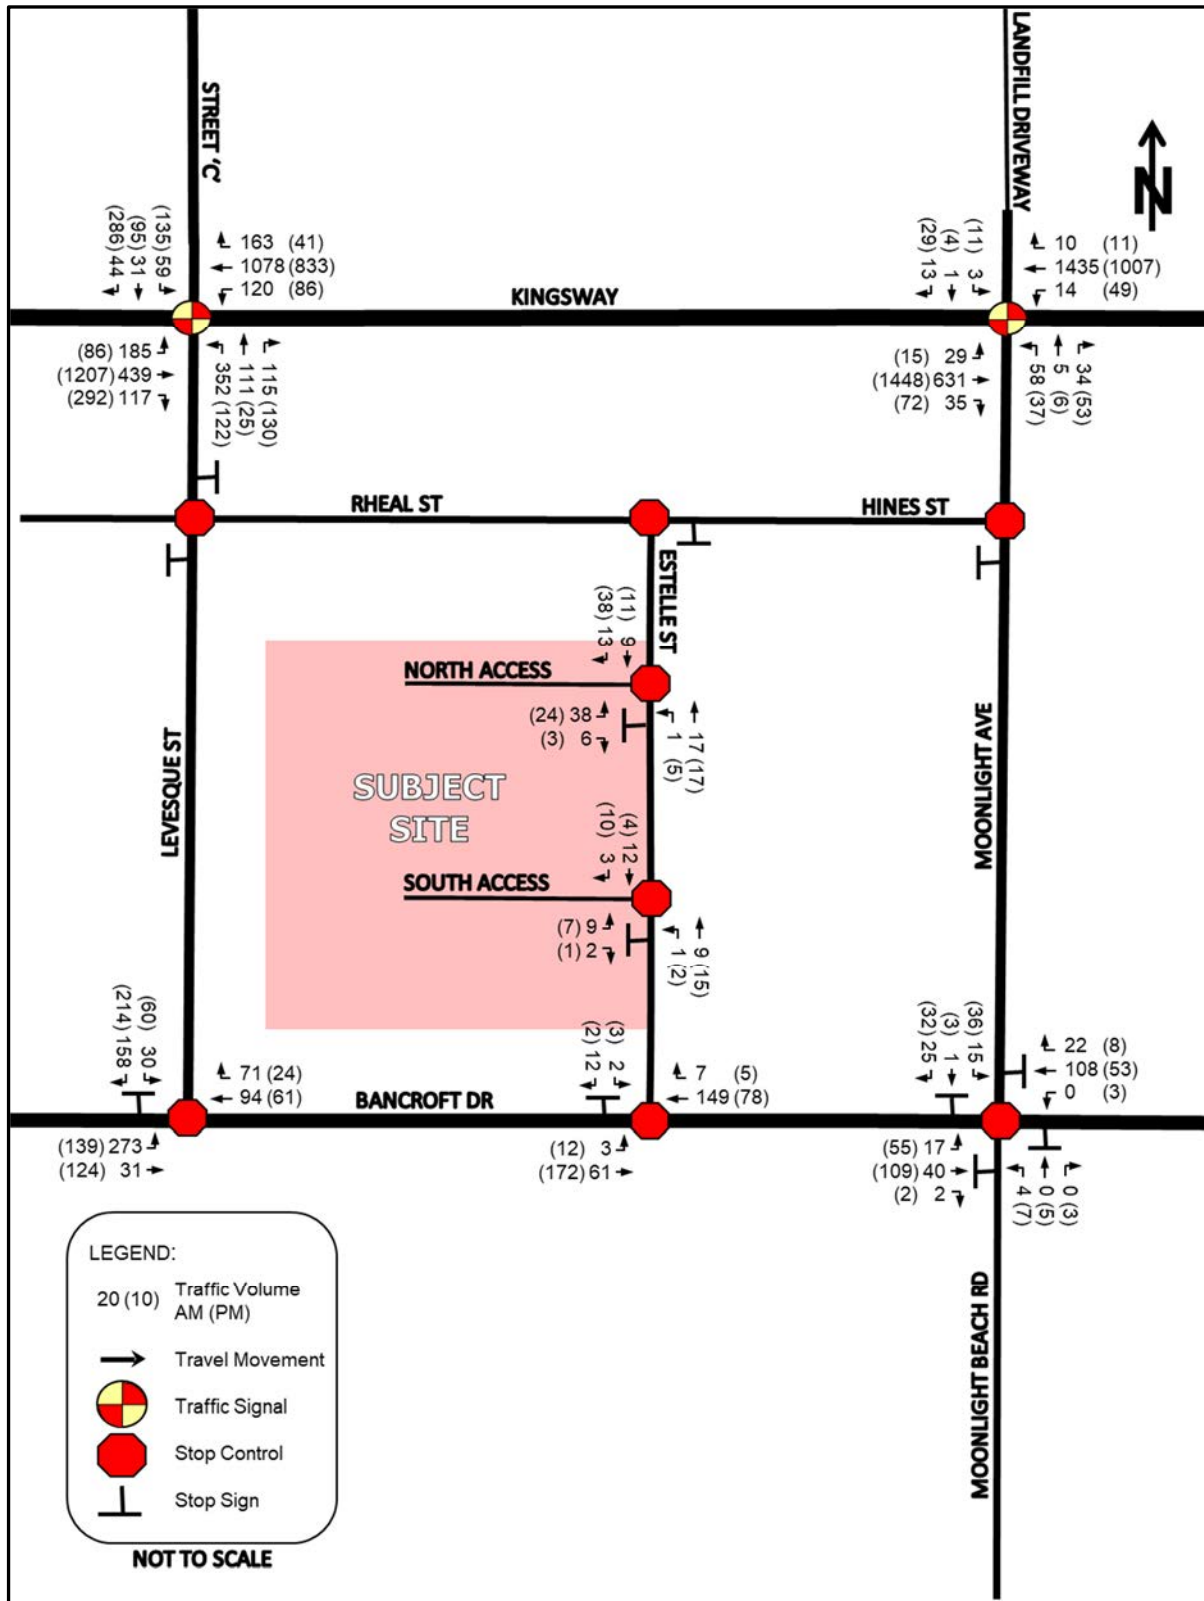 STREET 'C'
LANDFILL DRIVEWAY
N
(286) 44
(95) 31
(135) 59
163 (41)
1078 (833)
120 (86)
(29) 13
(4) 1
(11) 3
10 (11)
1435 (1007)
14 (49)
KINGSWAY
(86) 185
(1207) 439
(292) 117
352 (122)
111 (25)
115 (130)
(15) 29
(1448) 631
(72) 35
58 (37)
5 (6)
34 (53)
RHEAL ST
HINES ST
ESTELLE ST
(38) 13
(11) 9
NORTH ACCESS
(24) 38
(3) 6
1 (5)
17 (17)
LEVESQUE ST
MOONLIGHT AVE
SUBJECT
SITE
(10) 3
(4) 12
SOUTH ACCESS
(7) 9
(1) 2
1 (2)
9 (15)
(214) 158
(60) 30
71 (24)
94 (61)
BANCROFT DR
(2) 12
(3) 2
7 (5)
149 (78)
(32) 25
(3) 1
(36) 15
22 (8)
108 (53)
0 (3)
(139) 273
(124) 31
(12) 3
(172) 61
(55) 17
(109) 40
(2) 2
4 (7)
0 (5)
0 (3)
MOONLIGHT BEACH RD
LEGEND:
20 (10) Traffic Volume
AM (PM)
Travel Movement
Traffic Signal
Stop Control
Stop Sign
NOT TO SCALE